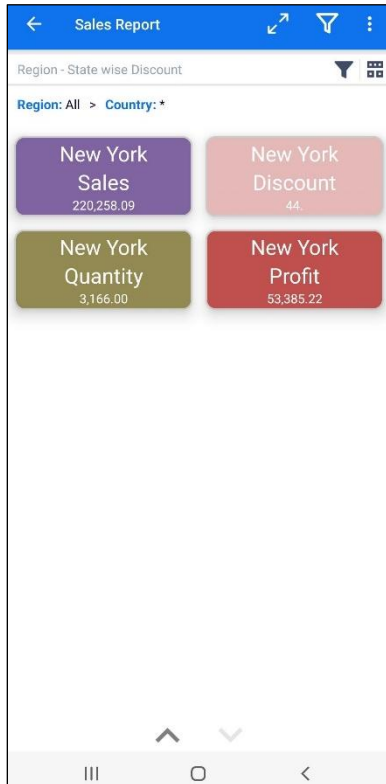 Sales Report
Region - State wise Discount
Region: All > Country: *
New York
Sales
220,258.09
New York
Discount
44.
New York
Quantity
3,166.00
New York
Profit
53,385.22